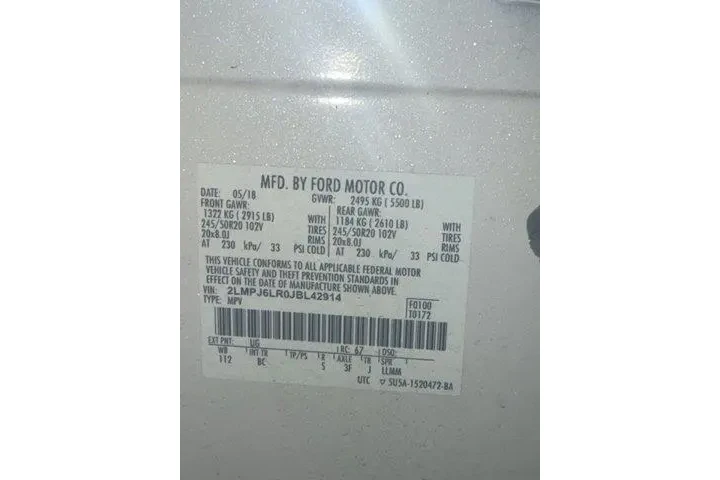 MFD. BY FORD MOTOR CO.
DATE: 05/18 GVWR: 2495 KG ( 5500 LB)
FRONT GAWR: REAR GAWR:
1322 KG ( 2915 LB) WITH 1184 KG ( 2610 LB) WITH
245/50R20 102V TIRES 245/50R20 102V TIRES
20x8.0J RIMS 20x8.0J RIMS
AT 230 kPa/ 33 PSI COLD AT 230 kPa/ 33 PSI COLD
THIS VEHICLE CONFORMS TO ALL APPLICABLE FEDERAL MOTOR
VEHICLE SAFETY AND THEFT PREVENTION STANDARDS IN
EFFECT ON THE DATE OF MANUFACTURE SHOWN ABOVE.
VIN: 2LMPJ6LR0JBL42914
TYPE: MPV
F0100
T0172
EXT PNT: UG RC: 67 DSO:
WB INT TR TP/PS R AXLE TR SPR
112 BC 5 3F J LLMM
UTC ▽ 5U5A-1520472-BA